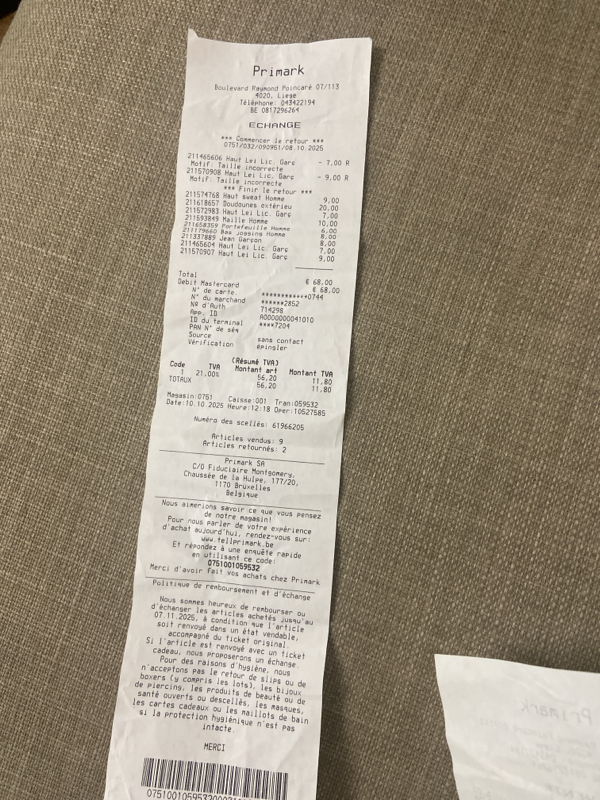 Primark
Boulevard Raymond Poincaré 07/113
4020, Liege
Téléphone: 043422194
BE 0817296264
ECHANGE
*** Commencer le retour ***
0751/032/090951/08.10.2025
211465606 Haut Lei Lic. Garç - 7,00 R
Motif: Taille incorrecte
211570908 Haut Lei Lic. Garç - 9,00 R
Motif: Taille incorrecte
*** Finir le retour ***
211574768 Haut sweat Homme 9,00
211618657 Doudounes extérieu 20,00
211572983 Haut Lei Lic. Garç 7,00
211593849 Maille Homme 10,00
211658359 Portefeuille Homme 6,00
211179660 Bas jogging Homme 8,00
211337889 Jean Garcon 8,00
211465604 Haut Lei Lic. Garç 7,00
211570907 Haut Lei Lic. Garç 9,00
Total € 68,00
Debit Mastercard € 68,00
N° de carte. ************0744
N° du marchand ******2852
N° d'Auth 714298
App. ID A0000000041010
ID du terminal ****7204
PAN N° de séq
Source sans contact
Vérification épingler
(Résumé TVA)
Code TVA Montant art Montant TVA
1 21.00% 56,20 11,80
TOTAUX 56,20 11,80
Magasin:0751 Caisse:001 Tran:059532
Date:10.10.2025 Heure:12:18 Oper:10527585
Numéro des scellés: 61966205
Articles vendus: 9
Articles retournés: 2
Primark SA
C/O Fiduciaire Montgomery,
Chaussée de la Hulpe, 177/20,
1170 Bruxelles
Belgique
Nous aimerions savoir ce que vous pensez
de notre magasin!
Pour nous parler de votre expérience
d'achat aujourd'hui, rendez-vous sur:
www.tellprimark.be
Et répondez à une enquête rapide
en utilisant ce code:
0751001059532
Merci d'avoir fait vos achats chez Primark
Politique de remboursement et d'échange
Nous sommes heureux de rembourser ou
d'échanger les articles achetés jusqu'au
07.11.2025, à condition que l'article
soit renvoyé dans un état vendable,
accompagné du ticket original.
Si l'article est renvoyé avec un ticket
cadeau, nous proposerons un échange.
Pour des raisons d'hygiène, nous
n'acceptons pas le retour de slips ou de
boxers (y compris les lots), les bijoux
de piercing, les produits de beauté ou de
santé ouverts ou descellés, les masques,
les cartes cadeaux ou les maillots de bain
si la protection hygiénique n'est pas
intacte.
MERCI
Primark